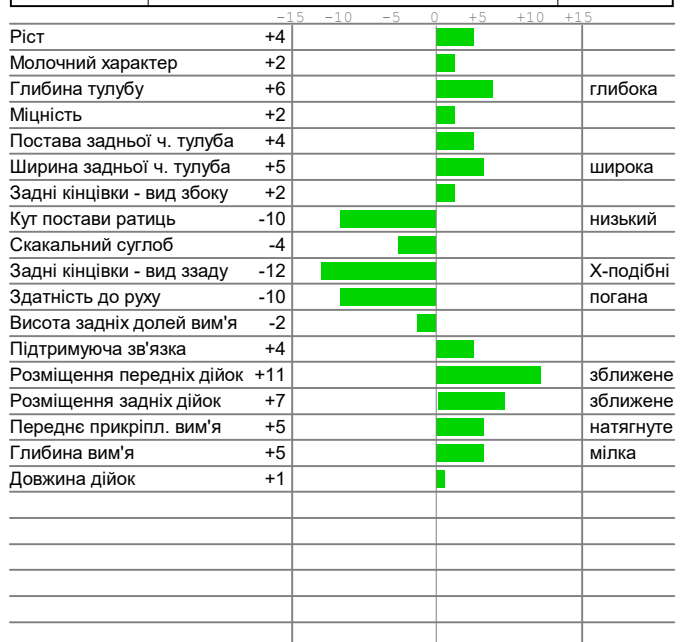 -15 -10 -5 0 +5 +10 +15
Ріст +4
Молочний характер +2
Глибина тулубу +6 глибока
Міцність +2
Постава задньої ч. тулуба +4
Ширина задньої ч. тулуба +5 широка
Задні кінцівки - вид збоку +2
Кут постави ратиць -10 низький
Скакальний суглоб -4
Задні кінцівки - вид ззаду -12 Х-подібні
Здатність до руху -10 погана
Висота задніх долей вим'я -2
Підтримуюча зв'язка +4
Розміщення передніх дійок +11 зближене
Розміщення задніх дійок +7 зближене
Переднє прикріпл. вим'я +5 натягнуте
Глибина вим'я +5 мілка
Довжина дійок +1